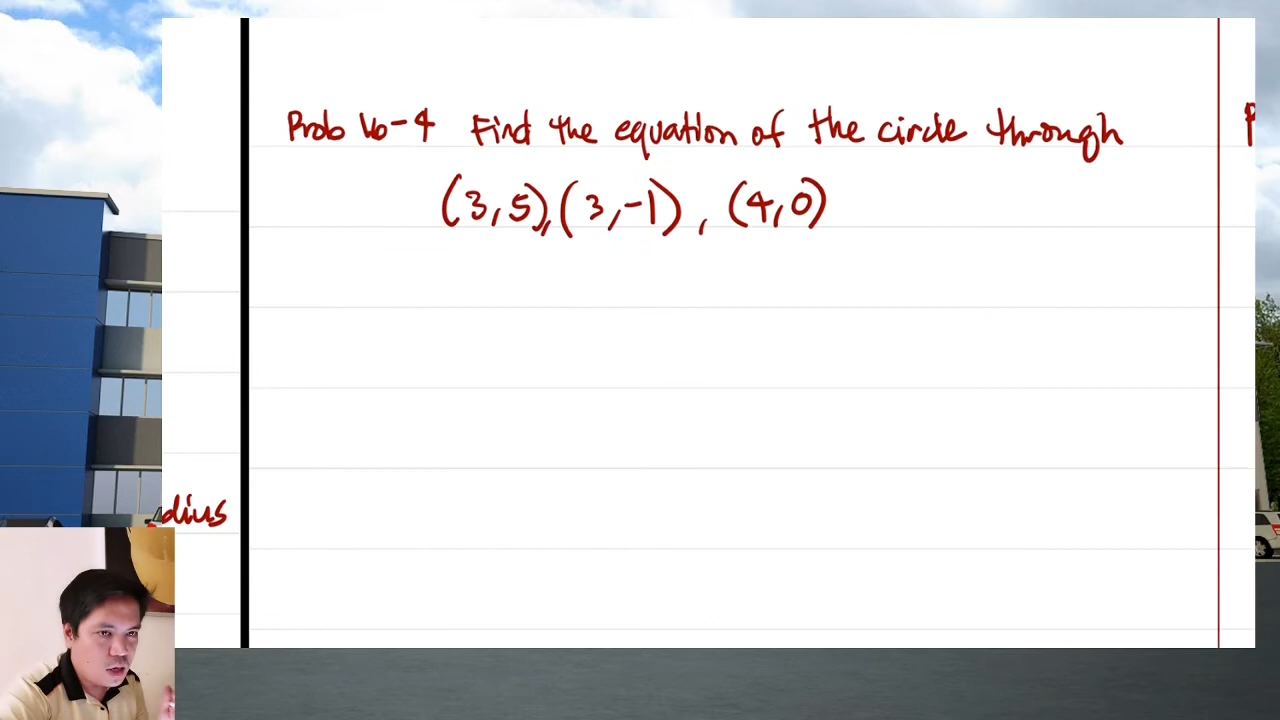 Prob 16-4 Find the equation of the circle through
(3,5),(3,-1), (4,0)
dius
P